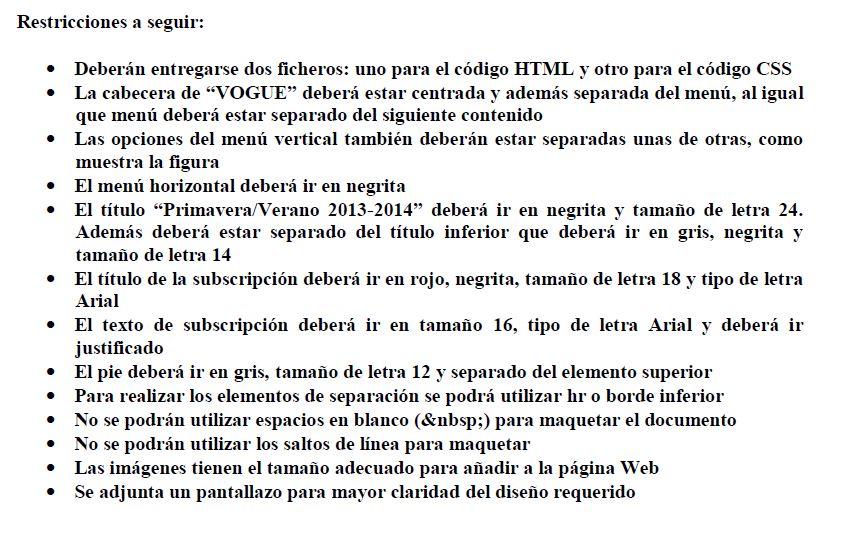 Restricciones a seguir:
• Deberán entregarse dos ficheros: uno para el código HTML y otro para el código CSS
• La cabecera de “VOGUE” deberá estar centrada y además separada del menú, al igual
que menú deberá estar separado del siguiente contenido
• Las opciones del menú vertical también deberán estar separadas unas de otras, como
muestra la figura
• El menú horizontal deberá ir en negrita
• El título “Primavera/Verano 2013-2014” deberá ir en negrita y tamaño de letra 24.
Además deberá estar separado del título inferior que deberá ir en gris, negrita y
tamaño de letra 14
• El título de la subscripción deberá ir en rojo, negrita, tamaño de letra 18 y tipo de letra
Arial
• El texto de subscripción deberá ir en tamaño 16, tipo de letra Arial y deberá ir
justificado
• El pie deberá ir en gris, tamaño de letra 12 y separado del elemento superior
• Para realizar los elementos de separación se podrá utilizar hr o borde inferior
• No se podrán utilizar espacios en blanco (&nbsp;) para maquetar el documento
• No se podrán utilizar los saltos de línea para maquetar
• Las imágenes tienen el tamaño adecuado para añadir a la página Web
• Se adjunta un pantallazo para mayor claridad del diseño requerido